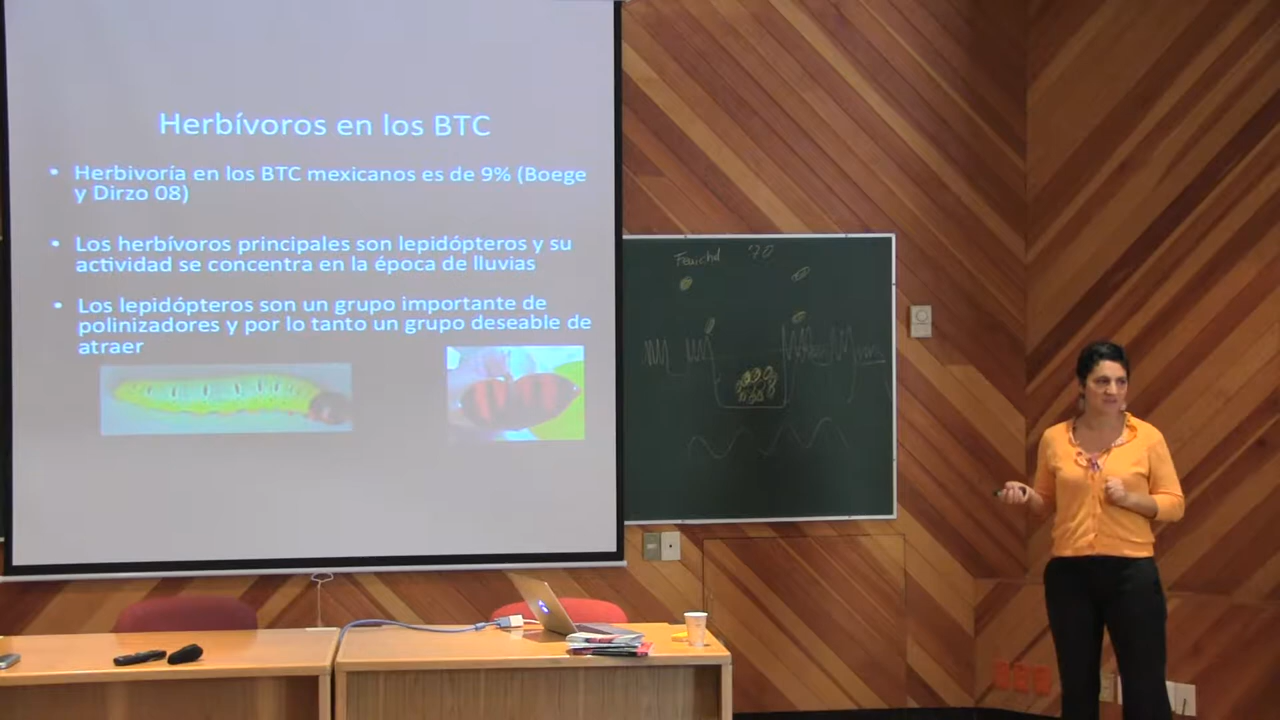 Herbívoros en los BTC
• Herbivoría en los BTC mexicanos es de 9% (Boege
y Dirzo 08)
• Los herbívoros principales son lepidópteros y su
actividad se concentra en la época de lluvias
• Los lepidópteros son un grupo importante de
polinizadores y por lo tanto un grupo deseable de
atraer
70